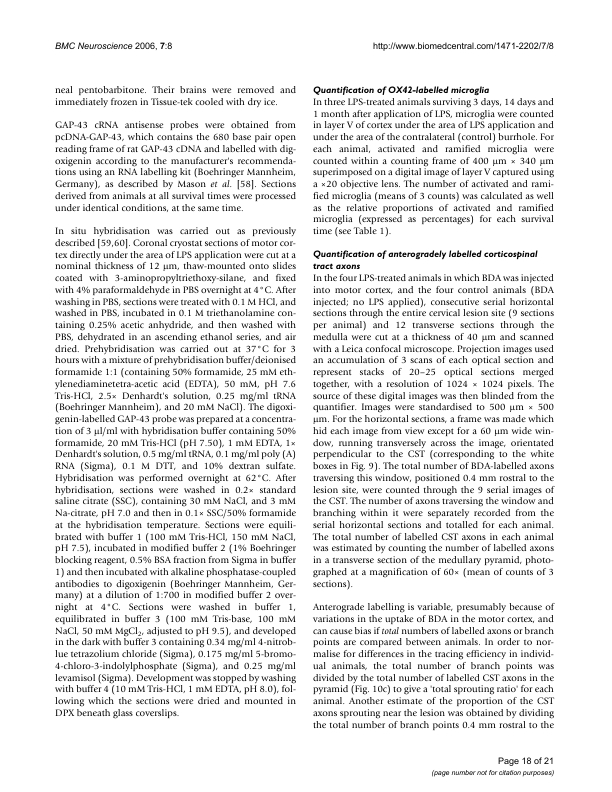 BMC Neuroscience 2006, 7:8
http://www.biomedcentral.com/1471-2202/7/8
neal pentobarbitone. Their brains were removed and
immediately frozen in Tissue-tek cooled with dry ice.
GAP-43 cRNA antisense probes were obtained from
pcDNA-GAP-43, which contains the 680 base pair open
reading frame of rat GAP-43 cDNA and labelled with dig-
oxigenin according to the manufacturer's recommenda-
tions using an RNA labelling kit (Boehringer Mannheim,
Germany), as described by Mason et al. [58]. Sections
derived from animals at all survival times were processed
under identical conditions, at the same time.
In situ hybridisation was carried out as previously
described [59,60]. Coronal cryostat sections of motor cor-
tex directly under the area of LPS application were cut at a
nominal thickness of 12 μm, thaw-mounted onto slides
coated with 3-aminopropyltriethoxy-silane, and fixed
with 4% paraformaldehyde in PBS overnight at 4°C. After
washing in PBS, sections were treated with 0.1 M HCl, and
washed in PBS, incubated in 0.1 M triethanolamine con-
taining 0.25% acetic anhydride, and then washed with
PBS, dehydrated in an ascending ethanol series, and air
dried. Prehybridisation was carried out at 37°C for 3
hours with a mixture of prehybridisation buffer/deionised
formamide 1:1 (containing 50% formamide, 25 mM eth-
ylenediaminetetra-acetic acid (EDTA), 50 mM, pH 7.6
Tris-HCl, 2.5× Denhardt's solution, 0.25 mg/ml tRNA
(Boehringer Mannheim), and 20 mM NaCl). The digoxi-
genin-labelled GAP-43 probe was prepared at a concentra-
tion of 3 μl/ml with hybridisation buffer containing 50%
formamide, 20 mM Tris-HCl (pH 7.50), 1 mM EDTA, 1×
Denhardt's solution, 0.5 mg/ml tRNA, 0.1 mg/ml poly (A)
RNA (Sigma), 0.1 M DTT, and 10% dextran sulfate.
Hybridisation was performed overnight at 62°C. After
hybridisation, sections were washed in 0.2× standard
saline citrate (SSC), containing 30 mM NaCl, and 3 mM
Na-citrate, pH 7.0 and then in 0.1× SSC/50% formamide
at the hybridisation temperature. Sections were equili-
brated with buffer 1 (100 mM Tris-HCl, 150 mM NaCl,
pH 7.5), incubated in modified buffer 2 (1% Boehringer
blocking reagent, 0.5% BSA fraction from Sigma in buffer
1) and then incubated with alkaline phosphatase-coupled
antibodies to digoxigenin (Boehringer Mannheim, Ger-
many) at a dilution of 1:700 in modified buffer 2 over-
night at 4°C. Sections were washed in buffer 1,
equilibrated in buffer 3 (100 mM Tris-base, 100 mM
NaCl, 50 mM MgCl2, adjusted to pH 9.5), and developed
in the dark with buffer 3 containing 0.34 mg/ml 4-nitrob-
lue tetrazolium chloride (Sigma), 0.175 mg/ml 5-bromo-
4-chloro-3-indolylphosphate (Sigma), and 0.25 mg/ml
levamisol (Sigma). Development was stopped by washing
with buffer 4 (10 mM Tris-HCl, 1 mM EDTA, pH 8.0), fol-
lowing which the sections were dried and mounted in
DPX beneath glass coverslips.
Quantification of OX42-labelled microglia
In three LPS-treated animals surviving 3 days, 14 days and
1 month after application of LPS, microglia were counted
in layer V of cortex under the area of LPS application and
under the area of the contralateral (control) burrhole. For
each animal, activated and ramified microglia were
counted within a counting frame of 400 μm × 340 μm
superimposed on a digital image of layer V captured using
a ×20 objective lens. The number of activated and rami-
fied microglia (means of 3 counts) was calculated as well
as the relative proportions of activated and ramified
microglia (expressed as percentages) for each survival
time (see Table 1).
Quantification of anterogradely labelled corticospinal
tract axons
In the four LPS-treated animals in which BDA was injected
into motor cortex, and the four control animals (BDA
injected; no LPS applied), consecutive serial horizontal
sections through the entire cervical lesion site (9 sections
per animal) and 12 transverse sections through the
medulla were cut at a thickness of 40 μm and scanned
with a Leica confocal microscope. Projection images used
an accumulation of 3 scans of each optical section and
represent stacks of 20–25 optical sections merged
together, with a resolution of 1024 × 1024 pixels. The
source of these digital images was then blinded from the
quantifier. Images were standardised to 500 μm × 500
μm. For the horizontal sections, a frame was made which
hid each image from view except for a 60 μm wide win-
dow, running transversely across the image, orientated
perpendicular to the CST (corresponding to the white
boxes in Fig. 9). The total number of BDA-labelled axons
traversing this window, positioned 0.4 mm rostral to the
lesion site, were counted through the 9 serial images of
the CST. The number of axons traversing the window and
branching within it were separately recorded from the
serial horizontal sections and totalled for each animal.
The total number of labelled CST axons in each animal
was estimated by counting the number of labelled axons
in a transverse section of the medullary pyramid, photo-
graphed at a magnification of 60× (mean of counts of 3
sections).
Anterograde labelling is variable, presumably because of
variations in the uptake of BDA in the motor cortex, and
can cause bias if total numbers of labelled axons or branch
points are compared between animals. In order to nor-
malise for differences in the tracing efficiency in individ-
ual animals, the total number of branch points was
divided by the total number of labelled CST axons in the
pyramid (Fig. 10c) to give a 'total sprouting ratio' for each
animal. Another estimate of the proportion of the CST
axons sprouting near the lesion was obtained by dividing
the total number of branch points 0.4 mm rostral to the
Page 18 of 21
(page number not for citation purposes)